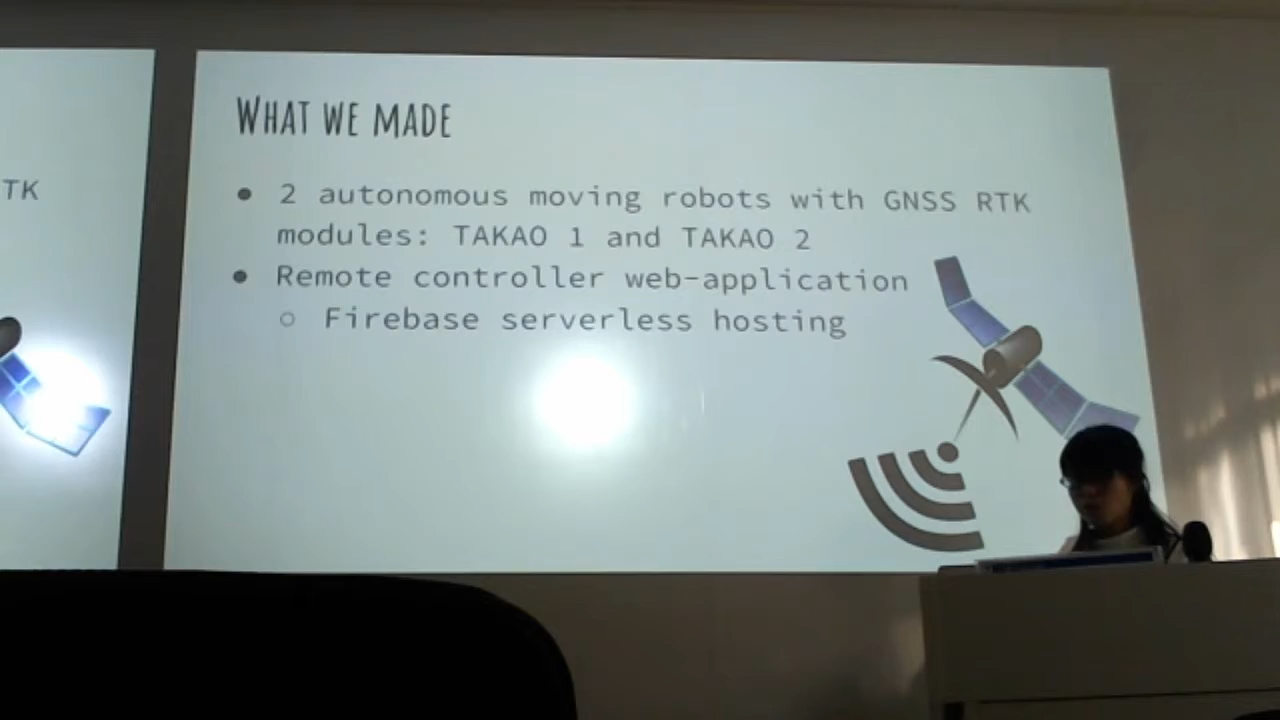 TK
WHAT WE MADE
● 2 autonomous moving robots with GNSS RTK
modules: TAKAO 1 and TAKAO 2
● Remote controller web-application
○ Firebase serverless hosting